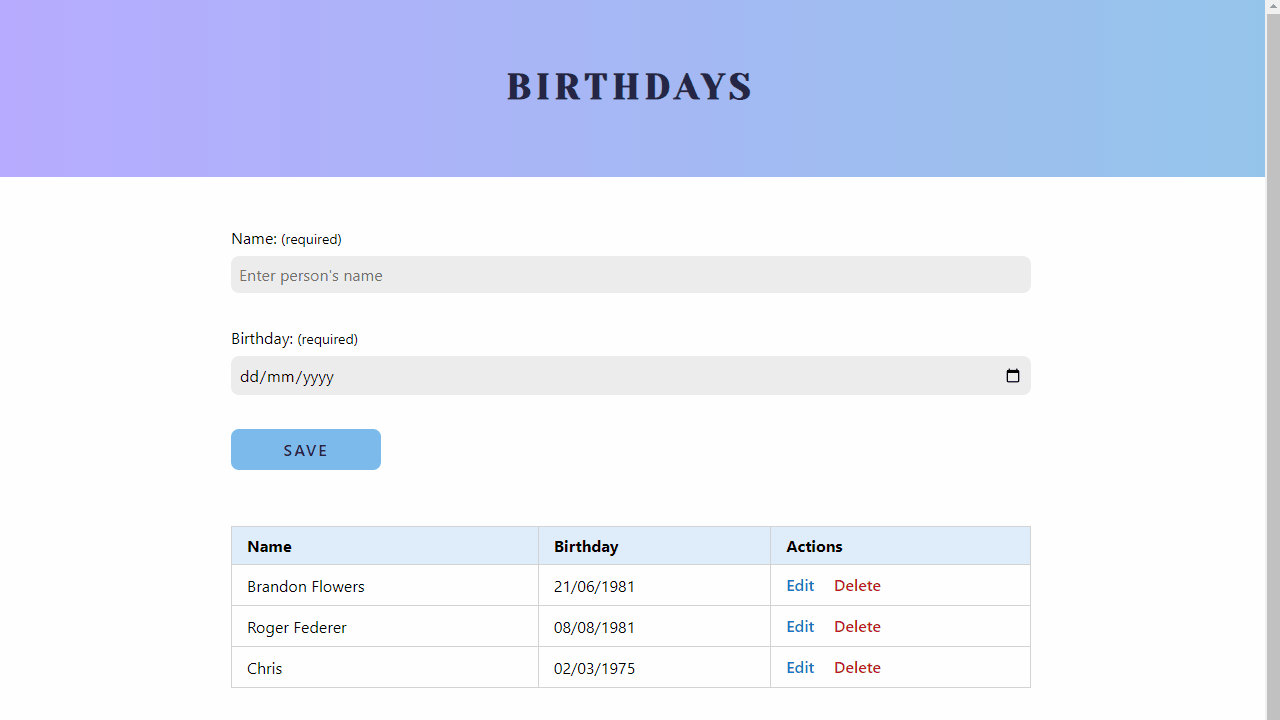 BIRTHDAYS
Name: (required)
Enter person's name
Birthday: (required)
dd/mm/yyyy
SAVE
Name Birthday Actions
Brandon Flowers 21/06/1981 Edit Delete
Roger Federer 08/08/1981 Edit Delete
Chris 02/03/1975 Edit Delete